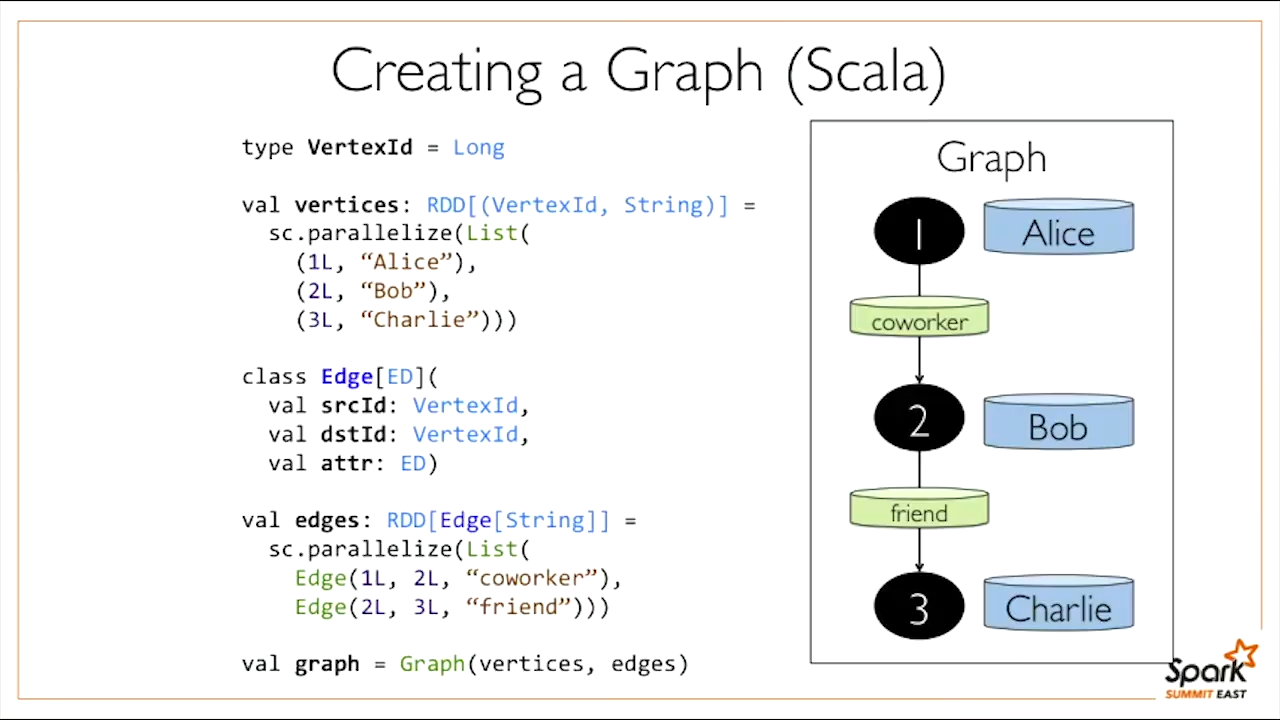 Creating a Graph (Scala)
type VertexId = Long
val vertices: RDD[(VertexId, String)] =
sc.parallelize(List(
(1L, “Alice”),
(2L, “Bob”),
(3L, “Charlie”)))
class Edge[ED](
val srcId: VertexId,
val dstId: VertexId,
val attr: ED)
val edges: RDD[Edge[String]] =
sc.parallelize(List(
Edge(1L, 2L, “coworker”),
Edge(2L, 3L, “friend”)))
val graph = Graph(vertices, edges)
Graph
1 Alice
coworker
2 Bob
friend
3 Charlie
Spark
SUMMIT EAST